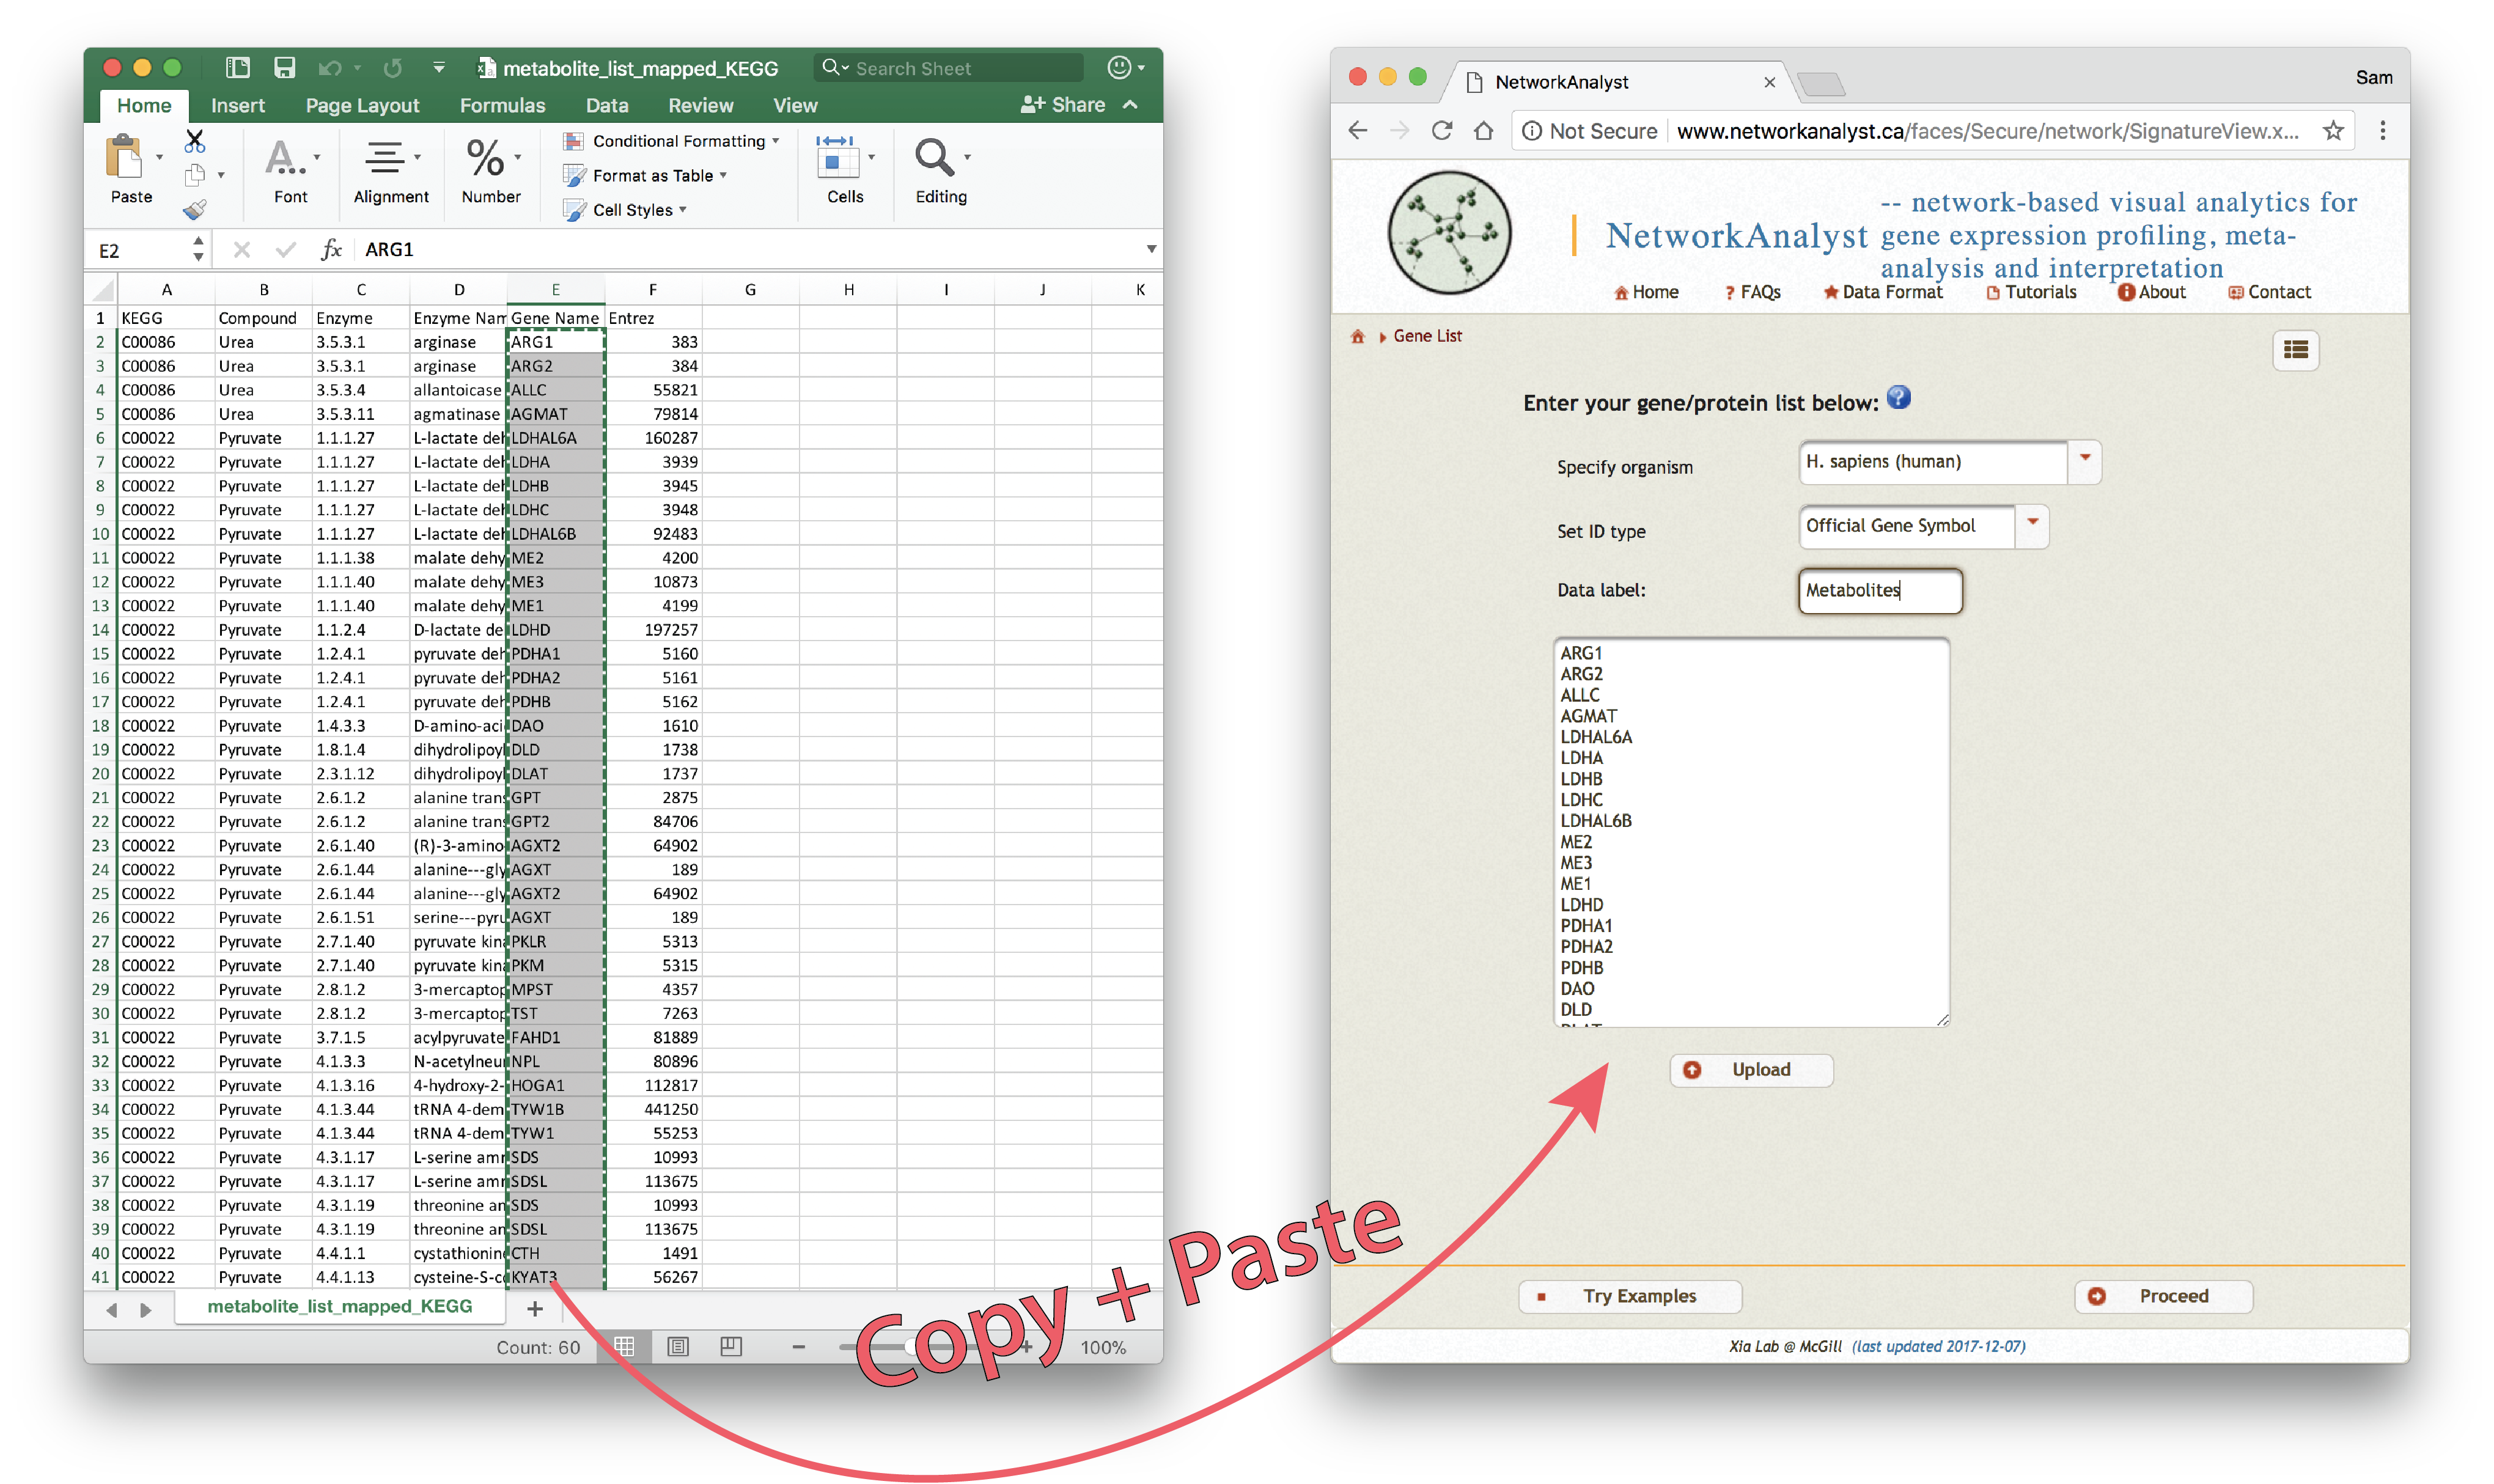 metabolite_list_mapped_KEGG
Search Sheet
Home Insert Page Layout Formulas Data Review View Share
Paste Font Alignment % Number Conditional Formatting Format as Table Cell Styles Cells Editing
E2 fx ARG1
A B C D E F G H I J K
1 KEGG Compound Enzyme Enzyme Nam Gene Name Entrez
2 C00086 Urea 3.5.3.1 arginase ARG1 383
3 C00086 Urea 3.5.3.1 arginase ARG2 384
4 C00086 Urea 3.5.3.4 allantoicase ALLC 55821
5 C00086 Urea 3.5.3.11 agmatinase AGMAT 79814
6 C00022 Pyruvate 1.1.1.27 L-lactate deh LDHAL6A 160287
7 C00022 Pyruvate 1.1.1.27 L-lactate deh LDHA 3939
8 C00022 Pyruvate 1.1.1.27 L-lactate deh LDHB 3945
9 C00022 Pyruvate 1.1.1.27 L-lactate deh LDHC 3948
10 C00022 Pyruvate 1.1.1.27 L-lactate deh LDHAL6B 92483
11 C00022 Pyruvate 1.1.1.38 malate dehy ME2 4200
12 C00022 Pyruvate 1.1.1.40 malate dehy ME3 10873
13 C00022 Pyruvate 1.1.1.40 malate dehy ME1 4199
14 C00022 Pyruvate 1.1.2.4 D-lactate de LDHD 197257
15 C00022 Pyruvate 1.2.4.1 pyruvate deh PDHA1 5160
16 C00022 Pyruvate 1.2.4.1 pyruvate deh PDHA2 5161
17 C00022 Pyruvate 1.2.4.1 pyruvate deh PDHB 5162
18 C00022 Pyruvate 1.4.3.3 D-amino-aci DAO 1610
19 C00022 Pyruvate 1.8.1.4 dihydrolipoyl DLD 1738
20 C00022 Pyruvate 2.3.1.12 dihydrolipoyl DLAT 1737
21 C00022 Pyruvate 2.6.1.2 alanine trans GPT 2875
22 C00022 Pyruvate 2.6.1.2 alanine trans GPT2 84706
23 C00022 Pyruvate 2.6.1.40 (R)-3-amino AGXT2 64902
24 C00022 Pyruvate 2.6.1.44 alanine---gly AGXT 189
25 C00022 Pyruvate 2.6.1.44 alanine---gly AGXT2 64902
26 C00022 Pyruvate 2.6.1.51 serine---pyru AGXT 189
27 C00022 Pyruvate 2.7.1.40 pyruvate kina PKLR 5313
28 C00022 Pyruvate 2.7.1.40 pyruvate kina PKM 5315
29 C00022 Pyruvate 2.8.1.2 3-mercaptop MPST 4357
30 C00022 Pyruvate 2.8.1.2 3-mercaptop TST 7263
31 C00022 Pyruvate 3.7.1.5 acylpyruvate FAHD1 81889
32 C00022 Pyruvate 4.1.3.3 N-acetylneur NPL 80896
33 C00022 Pyruvate 4.1.3.16 4-hydroxy-2- HOGA1 112817
34 C00022 Pyruvate 4.1.3.44 tRNA 4-dem TYW1B 441250
35 C00022 Pyruvate 4.1.3.44 tRNA 4-dem TYW1 55253
36 C00022 Pyruvate 4.3.1.17 L-serine amm SDS 10993
37 C00022 Pyruvate 4.3.1.17 L-serine amm SDSL 113675
38 C00022 Pyruvate 4.3.1.19 threonine an SDS 10993
39 C00022 Pyruvate 4.3.1.19 threonine an SDSL 113675
40 C00022 Pyruvate 4.4.1.1 cystathionine CTH 1491
41 C00022 Pyruvate 4.4.1.13 cysteine-S-co KYAT3 56267
metabolite_list_mapped_KEGG +
Count: 60 100%
Copy + Paste
NetworkAnalyst
Sam
Not Secure www.networkanalyst.ca/faces/Secure/network/SignatureView.x...
NetworkAnalyst
-- network-based visual analytics for
gene expression profiling, meta-
analysis and interpretation
Home ? FAQs Data Format Tutorials About Contact
Gene List
Enter your gene/protein list below: ?
Specify organism H. sapiens (human)
Set ID type Official Gene Symbol
Data label: Metabolites
ARG1
ARG2
ALLC
AGMAT
LDHAL6A
LDHA
LDHB
LDHC
LDHAL6B
ME2
ME3
ME1
LDHD
PDHA1
PDHA2
PDHB
DAO
DLD
DLAT
Upload
Try Examples Proceed
Xia Lab @ McGill (last updated 2017-12-07)